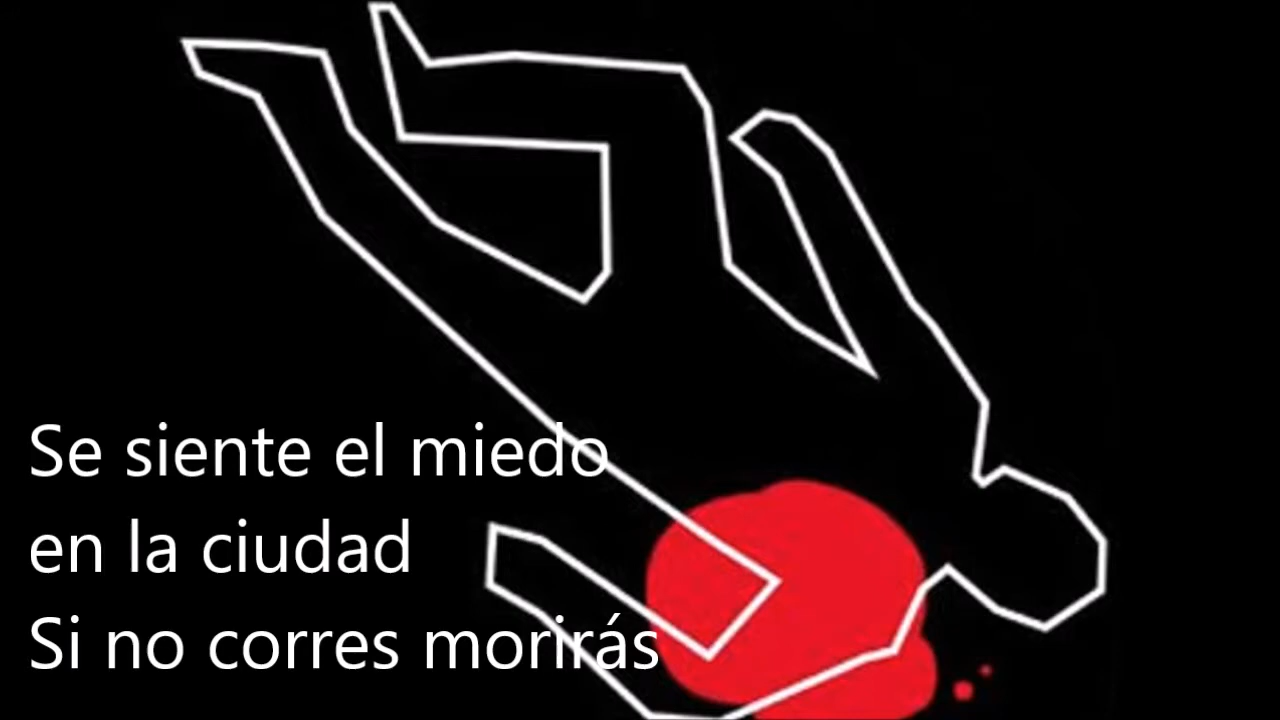 Se siente el miedo
en la ciudad
Si no corres morirás